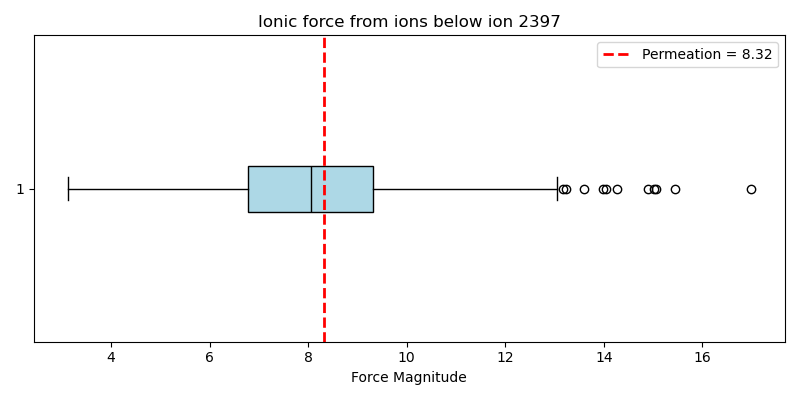 Ionic force from ions below ion 2397
Permeation = 8.32
1
4 6 8 10 12 14 16
Force Magnitude